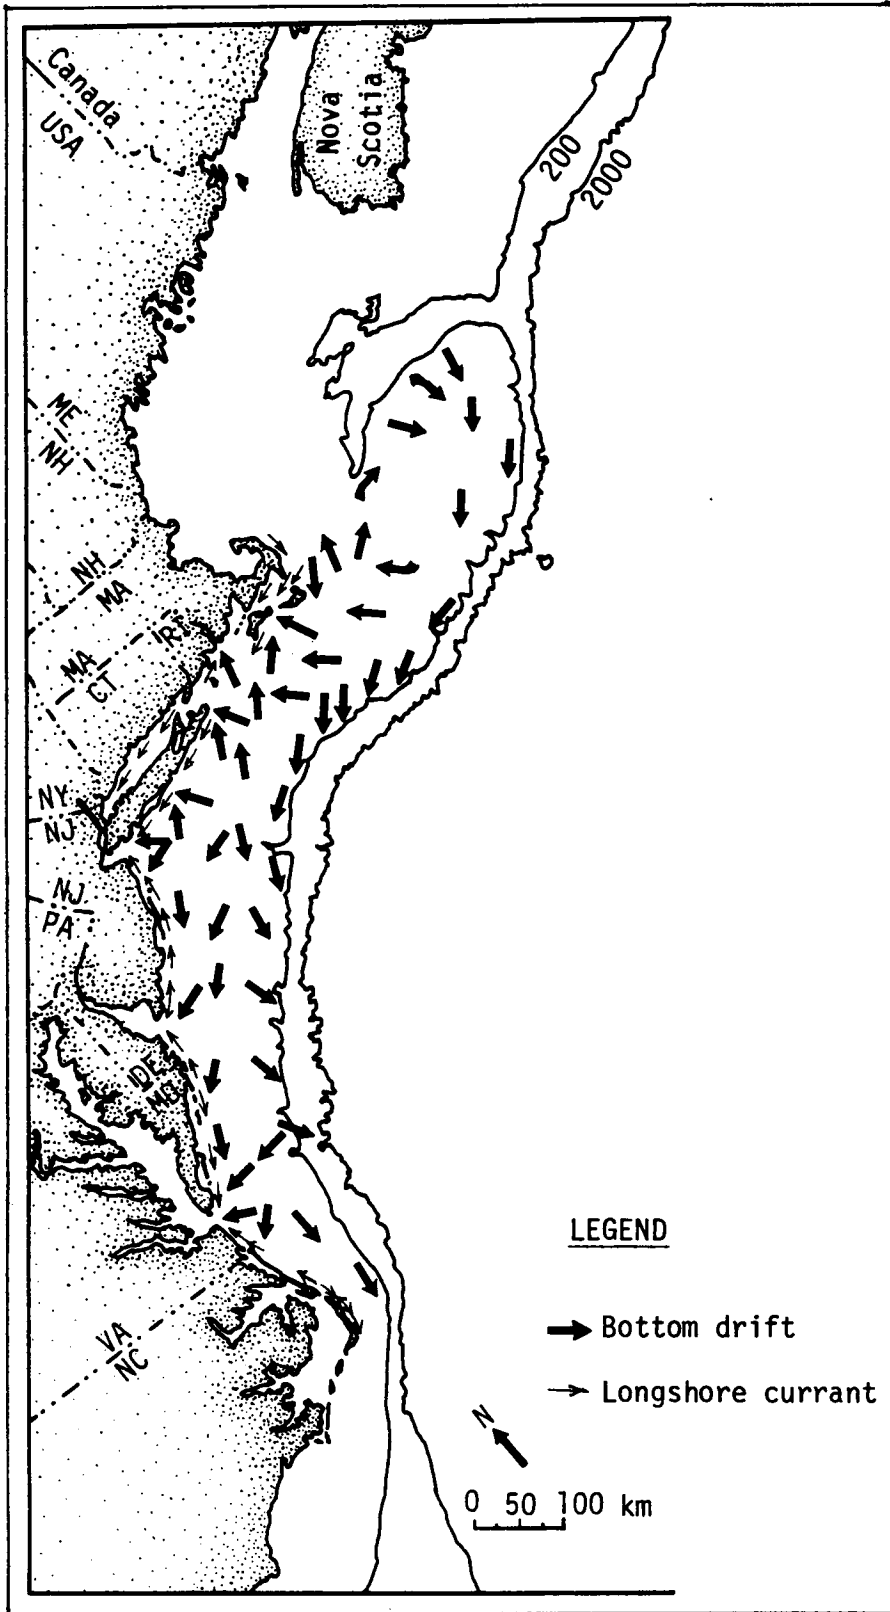 Canada
USA
Nova
Scotia
200
2000
ME
NH
NH
MA
RI
MA
CT
NY
NJ
NJ
PA
DE
MD
VA
NC
LEGEND
Bottom drift
Longshore currant
N
0 50 100 km